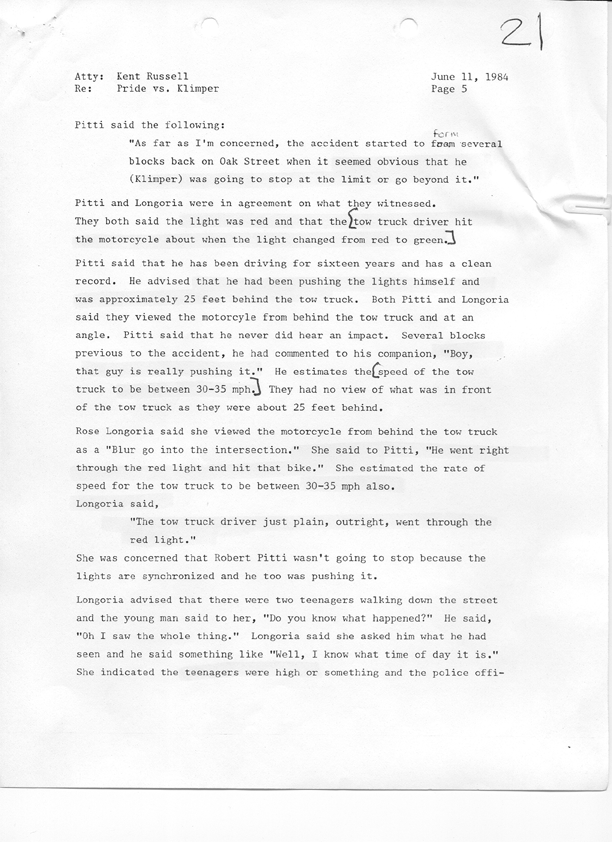 21
Atty: Kent Russell June 11, 1984
Re: Pride vs. Klimper Page 5
Pitti said the following:
form
"As far as I'm concerned, the accident started to foem several
blocks back on Oak Street when it seemed obvious that he
(Klimper) was going to stop at the limit or go beyond it."
Pitti and Longoria were in agreement on what they witnessed.
They both said the light was red and that the [tow truck driver hit
the motorcycle about when the light changed from red to green.]
Pitti said that he has been driving for sixteen years and has a clean
record. He advised that he had been pushing the lights himself and
was approximately 25 feet behind the tow truck. Both Pitti and Longoria
said they viewed the motorcyle from behind the tow truck and at an
angle. Pitti said that he never did hear an impact. Several blocks
previous to the accident, he had commented to his companion, "Boy,
that guy is really pushing it." He estimates the [speed of the tow
truck to be between 30-35 mph.] They had no view of what was in front
of the tow truck as they were about 25 feet behind.
Rose Longoria said she viewed the motorcycle from behind the tow truck
as a "Blur go into the intersection." She said to Pitti, "He went right
through the red light and hit that bike." She estimated the rate of
speed for the tow truck to be between 30-35 mph also.
Longoria said,
"The tow truck driver just plain, outright, went through the
red light."
She was concerned that Robert Pitti wasn't going to stop because the
lights are synchronized and he too was pushing it.
Longoria advised that there were two teenagers walking down the street
and the young man said to her, "Do you know what happened?" He said,
"Oh I saw the whole thing." Longoria said she asked him what he had
seen and he said something like "Well, I know what time of day it is."
She indicated the teenagers were high or something and the police offi-